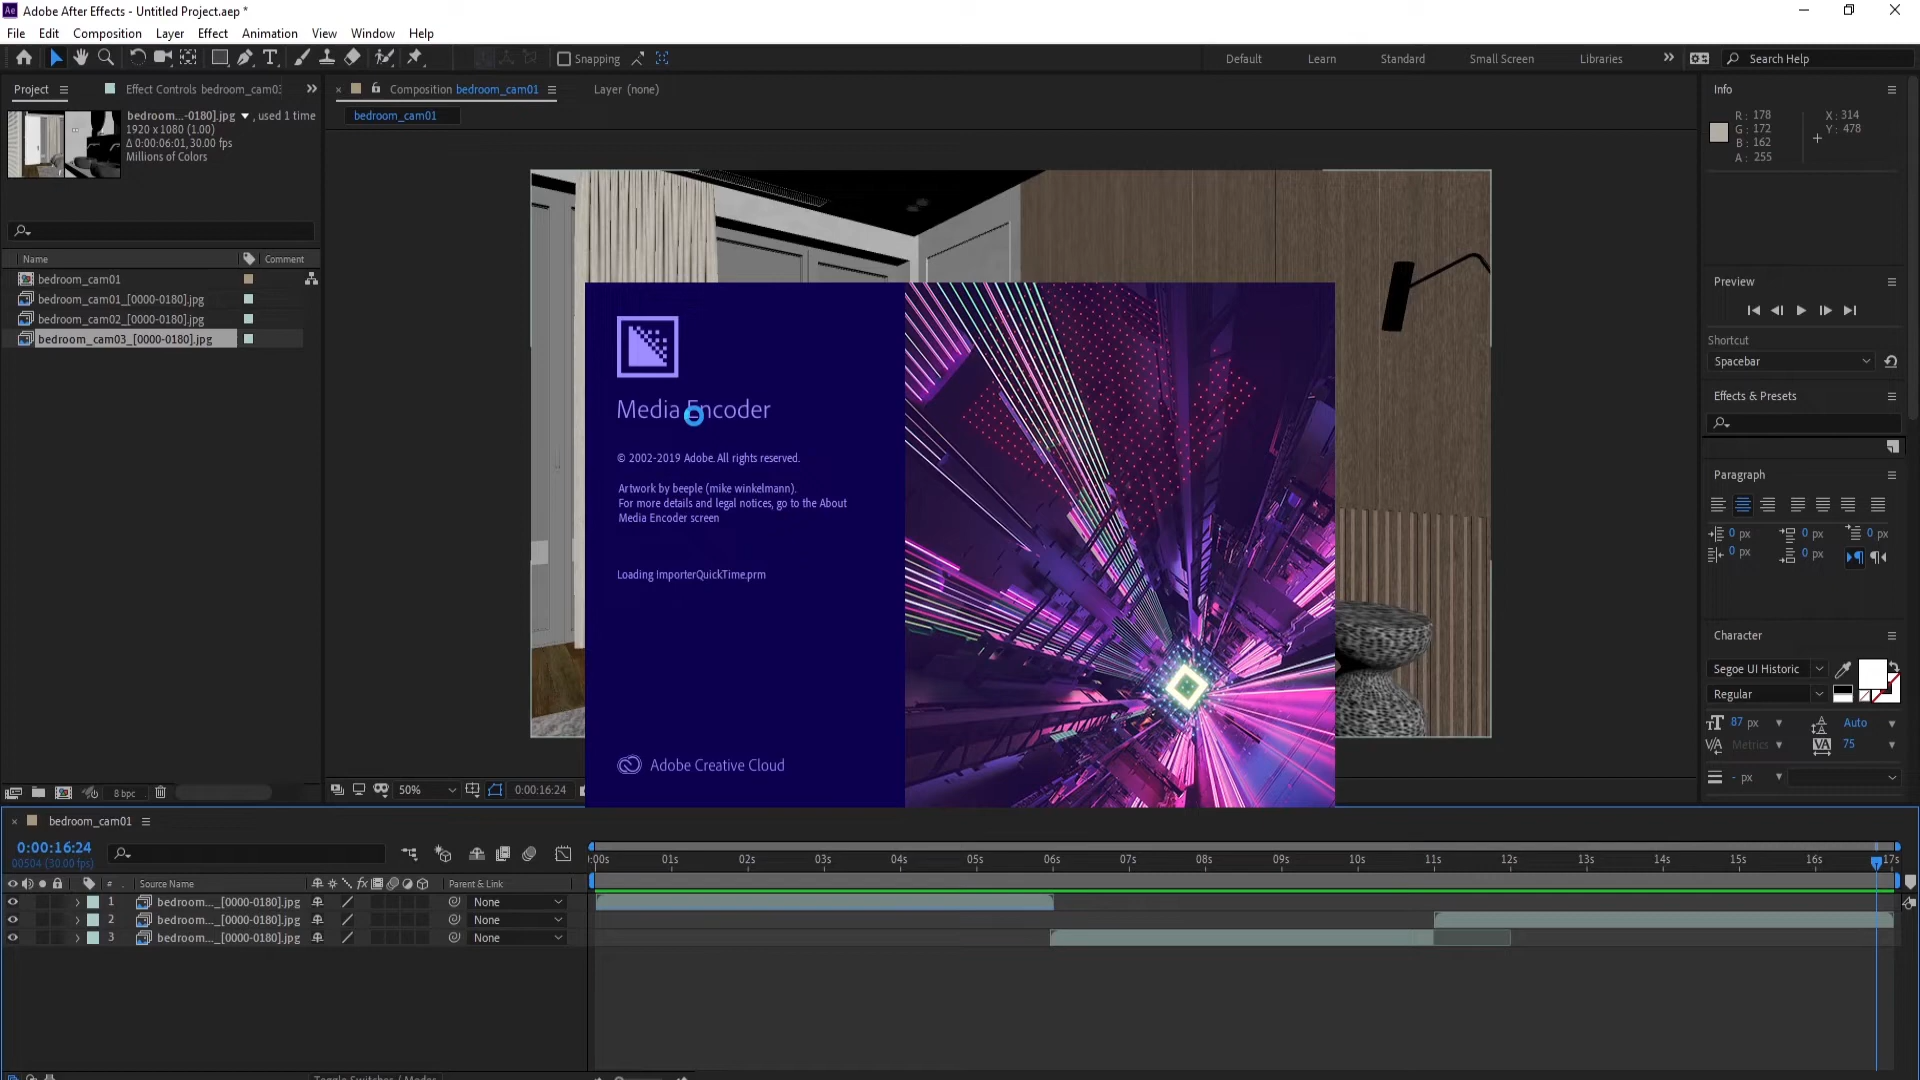 Adobe After Effects - Untitled Project.aep *
File Edit Composition Layer Effect Animation View Window Help
Snapping
Default Learn Standard Small Screen Libraries
Search Help
Project
Effect Controls bedroom_cam03
bedroom...-0180].jpg , used 1 time
1920 x 1080 (1.00)
Δ 0:00:06:01, 30.00 fps
Millions of Colors
Name Comment
bedroom_cam01
bedroom_cam01_[0000-0180].jpg
bedroom_cam02_[0000-0180].jpg
bedroom_cam03_[0000-0180].jpg
8 bpc
Composition bedroom_cam01
Layer (none)
bedroom_cam01
Media Encoder
© 2002-2019 Adobe. All rights reserved.
Artwork by beeple (mike winkelmann).
For more details and legal notices, go to the About
Media Encoder screen
Loading ImporterQuickTime.prm
Adobe Creative Cloud
50%
0:00:16:24
Info
R: 178 X: 314
G: 172 Y: 478
B: 162
A: 255
Preview
Shortcut
Spacebar
Effects & Presets
Paragraph
0 px 0 px 0 px
0 px 0 px
Character
Segoe UI Historic
Regular
87 px Auto
Metrics 75
- px
bedroom_cam01
0:00:16:24
00504 (30.00 fps)
:00s 01s 02s 03s 04s 05s 06s 07s 08s 09s 10s 11s 12s 13s 14s 15s 16s 17s
# Source Name fx Parent & Link
1 bedroom..._[0000-0180].jpg None
2 bedroom..._[0000-0180].jpg None
3 bedroom..._[0000-0180].jpg None
Toggle Switches / Modes